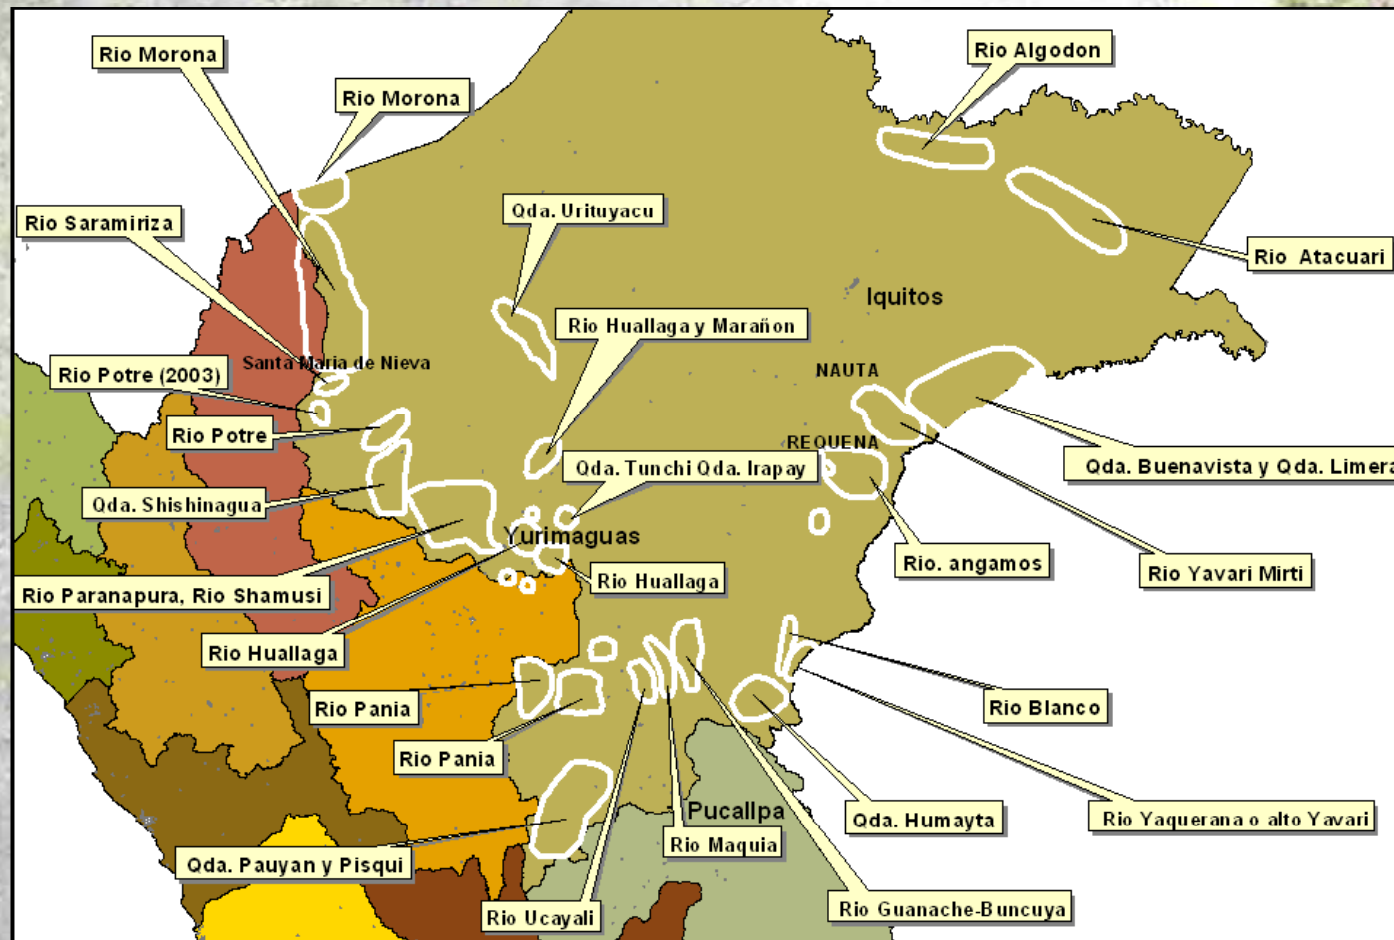 Rio Morona
Rio Algodon
Rio Morona
Rio Saramiriza
Qda. Urituyacu
Rio Atacuari
Iquitos
Rio Huallaga y Marañon
Santa Maria de Nieva
NAUTA
Rio Potre (2003)
Rio Potre
REQUENA
Qda. Tunchi Qda. Irapay
Qda. Buenavista y Qda. Limera
Qda. Shishinagua
Yurimaguas
Rio. angamos
Rio Yavari Mirti
Rio Huallaga
Rio Paranapura, Rio Shamusi
Rio Huallaga
Rio Pania
Rio Blanco
Rio Pania
Pucallpa
Qda. Humayta
Rio Yaquerana o alto Yavari
Rio Maquia
Qda. Pauyan y Pisqui
Rio Ucayali
Rio Guanache-Buncuya